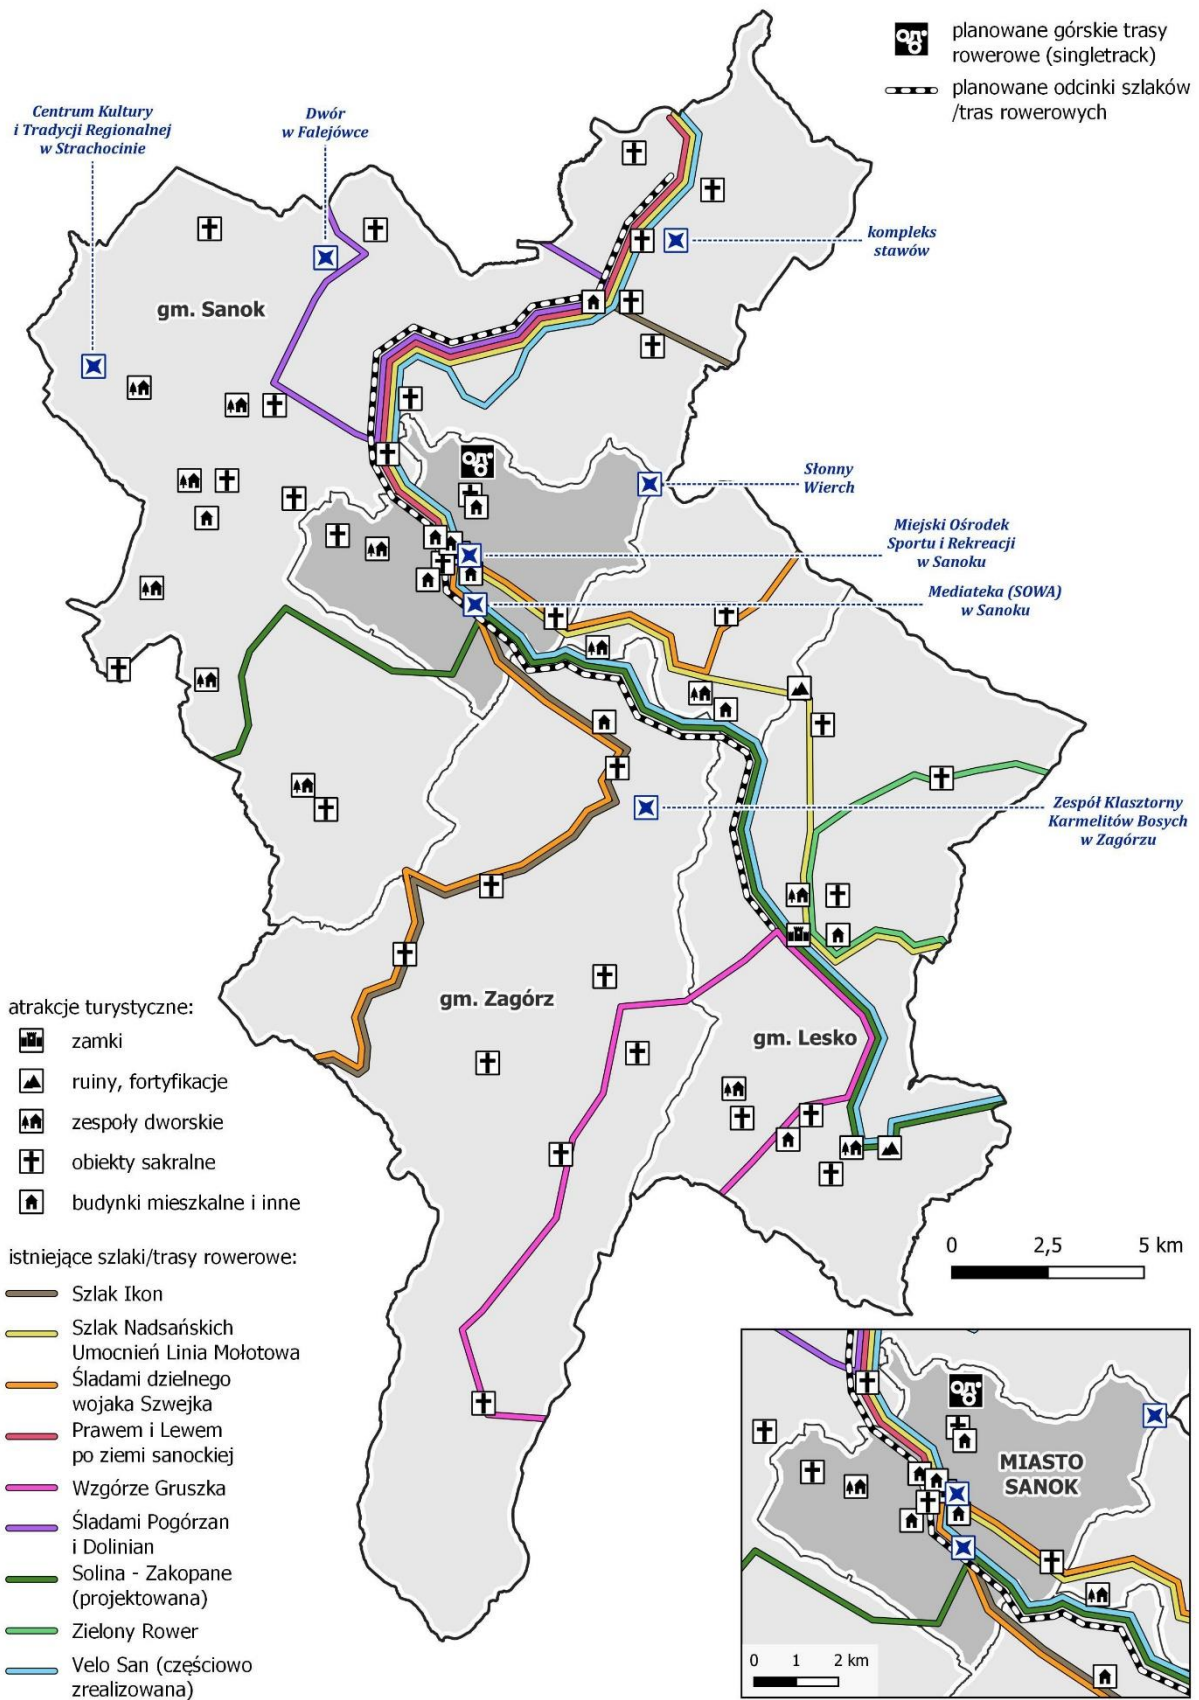 planowane górskie trasy
rowerowe (singletrack)
planowane odcinki szlaków
/tras rowerowych
Centrum Kultury
i Tradycji Regionalnej
w Strachocinie
Dwór
w Falejówce
kompleks
stawów
gm. Sanok
Słonny
Wierch
Miejski Ośrodek
Sportu i Rekreacji
w Sanoku
Mediateka (SOWA)
w Sanoku
Zespół Klasztorny
Karmelitów Bosych
w Zagórzu
gm. Zagórz
gm. Lesko
atrakcje turystyczne:
zamki
ruiny, fortyfikacje
zespoły dworskie
obiekty sakralne
budynki mieszkalne i inne
istniejące szlaki/trasy rowerowe:
Szlak Ikon
Szlak Nadsańskich
Umocnień Linia Mołotowa
Śladami dzielnego
wojaka Szwejka
Prawem i Lewem
po ziemi sanockiej
Wzgórze Gruszka
Śladami Pogórzan
i Dolinian
Solina - Zakopane
(projektowana)
Zielony Rower
Velo San (częściowo
zrealizowana)
0 2,5 5 km
MIASTO
SANOK
0 1 2 km